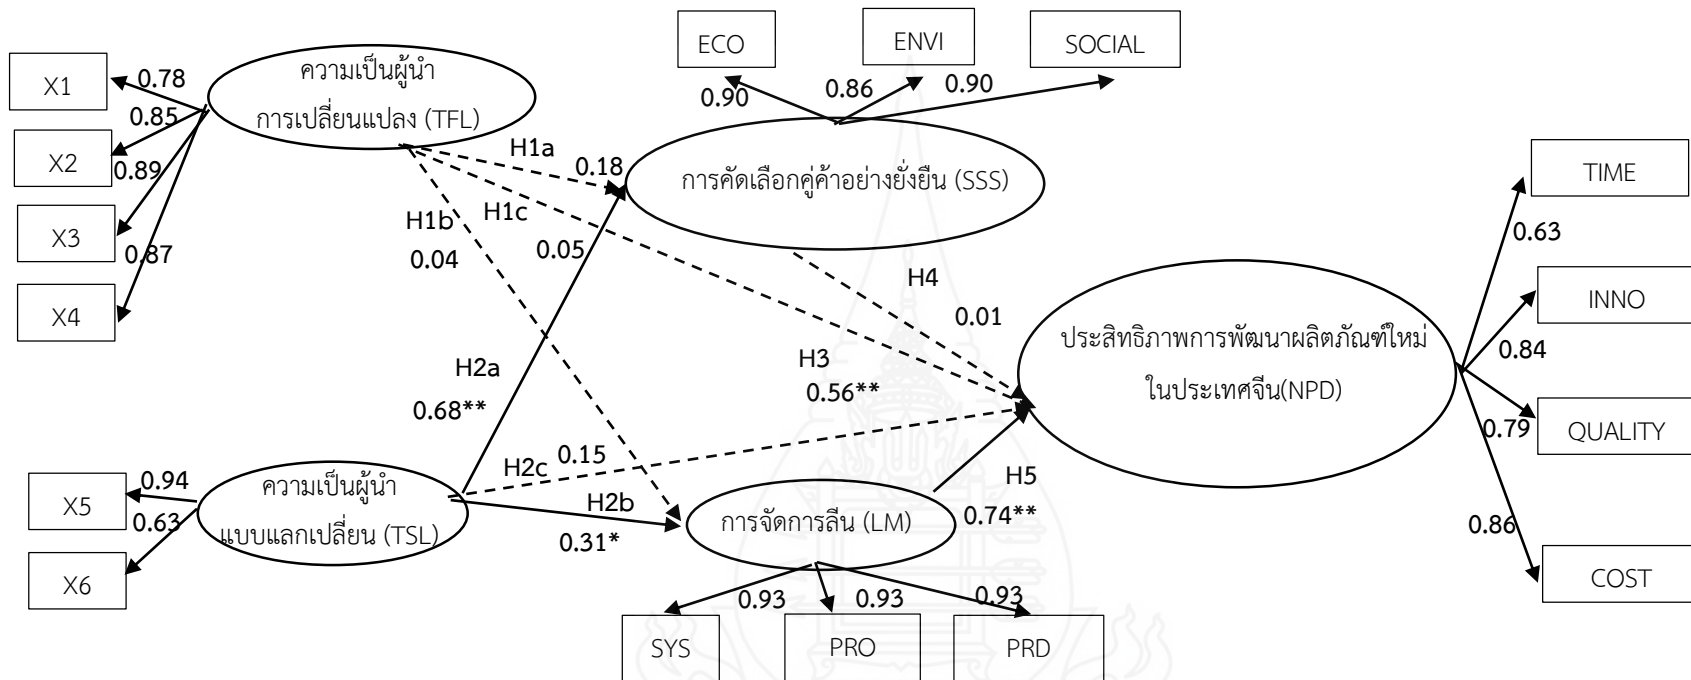 ECO
ENVI
SOCIAL
X1
0.78
ความเป็นผู้นำ
การเปลี่ยนแปลง (TFL)
0.90
0.86
0.90
0.85
X2
0.89
X3
0.87
X4
H1a
0.18
การคัดเลือกคู่ค้าอย่างยั่งยืน (SSS)
TIME
H1b
0.04
H1c
0.05
0.63
H4
0.01
INNO
0.84
ประสิทธิภาพการพัฒนาผลิตภัณฑ์ใหม่
ในประเทศจีน(NPD)
H2a
0.68**
H3
0.56**
0.79
QUALITY
X5
0.94
0.63
X6
ความเป็นผู้นำ
แบบแลกเปลี่ยน (TSL)
H2c
0.15
H2b
0.31*
การจัดการลีน (LM)
H5
0.74**
0.86
COST
0.93
0.93
0.93
SYS
PRO
PRD